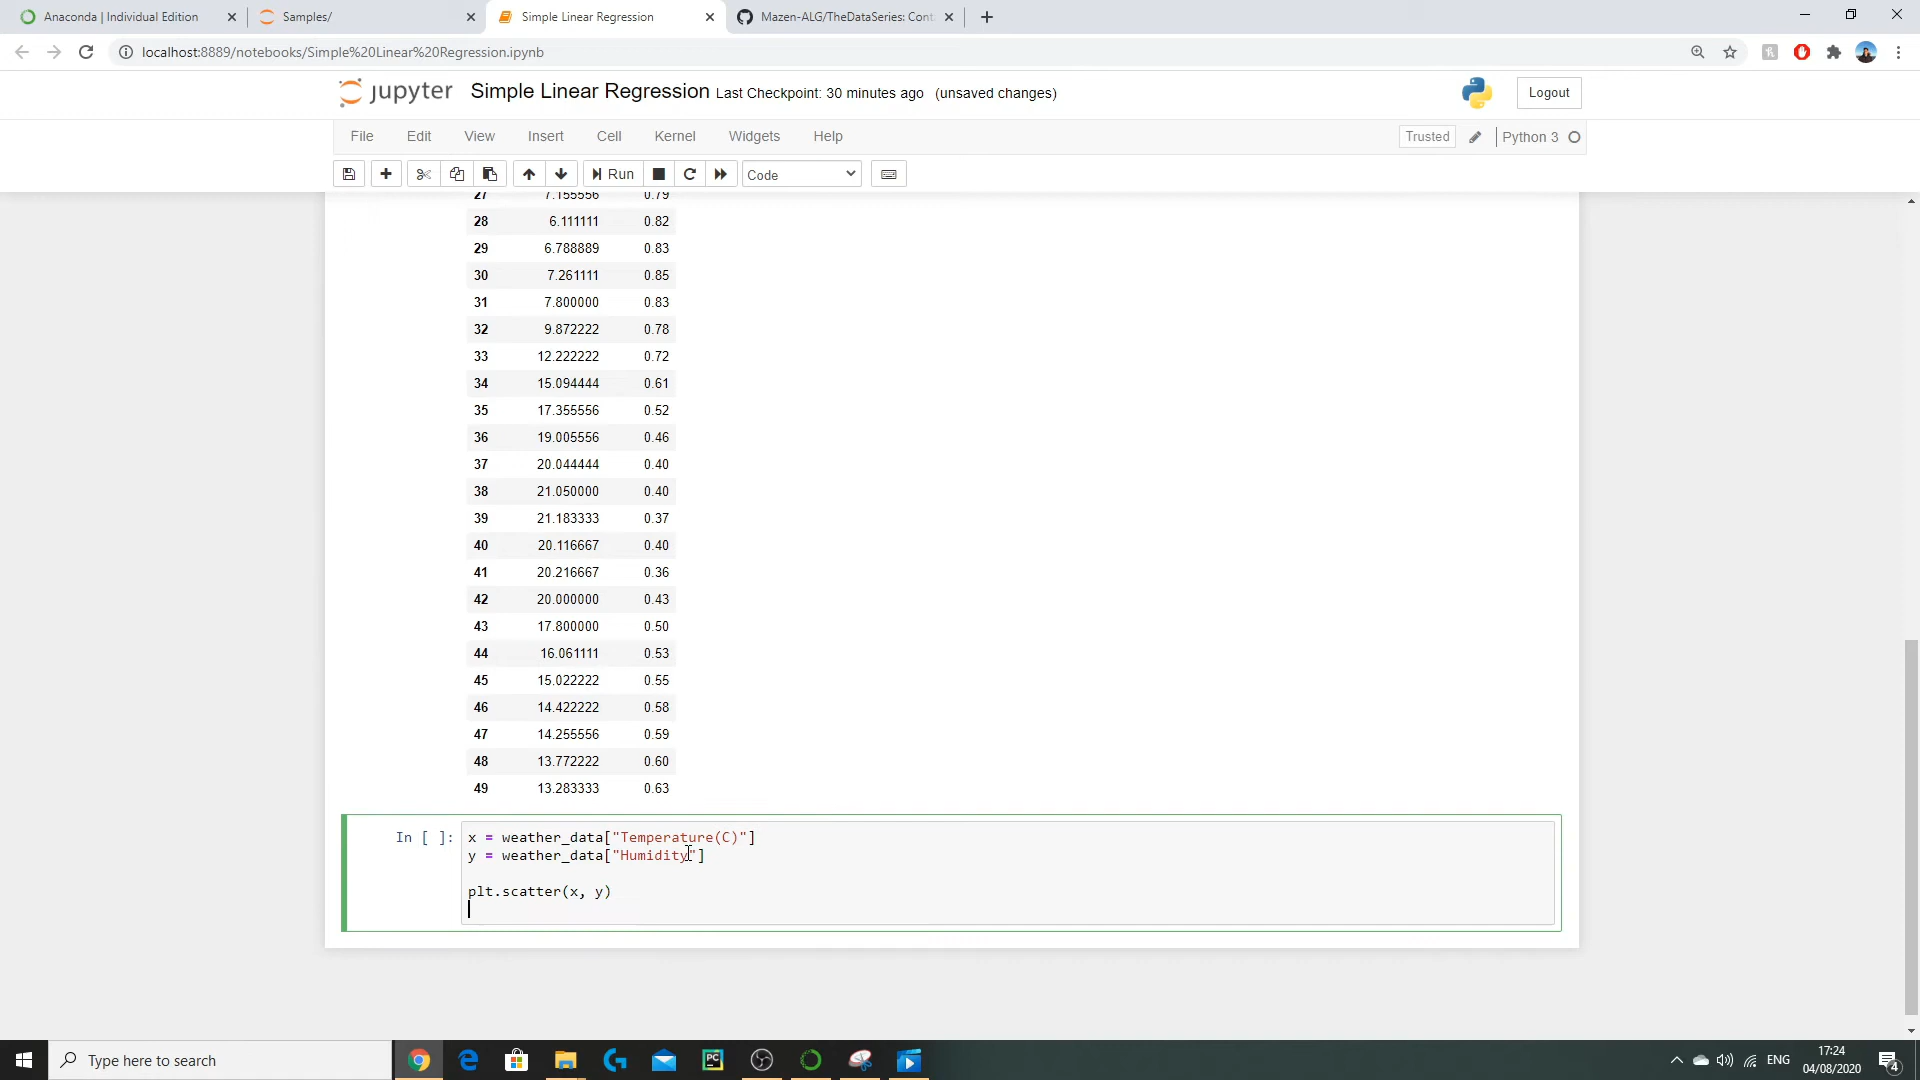 Anaconda | Individual Edition
Samples/
Simple Linear Regression
Mazen-ALG/TheDataSeries: Cont
localhost:8889/notebooks/Simple%20Linear%20Regression.ipynb
jupyter Simple Linear Regression Last Checkpoint: 30 minutes ago (unsaved changes)
Logout
File Edit View Insert Cell Kernel Widgets Help
Trusted Python 3
Run Code
27 7.155556 0.79
28 6.111111 0.82
29 6.788889 0.83
30 7.261111 0.85
31 7.800000 0.83
32 9.872222 0.78
33 12.222222 0.72
34 15.094444 0.61
35 17.355556 0.52
36 19.005556 0.46
37 20.044444 0.40
38 21.050000 0.40
39 21.183333 0.37
40 20.116667 0.40
41 20.216667 0.36
42 20.000000 0.43
43 17.800000 0.50
44 16.061111 0.53
45 15.022222 0.55
46 14.422222 0.58
47 14.255556 0.59
48 13.772222 0.60
49 13.283333 0.63
In [ ]: x = weather_data["Temperature(C)"]
y = weather_data["Humidity"]
plt.scatter(x, y)
Type here to search
PC
ENG
17:24
04/08/2020
4